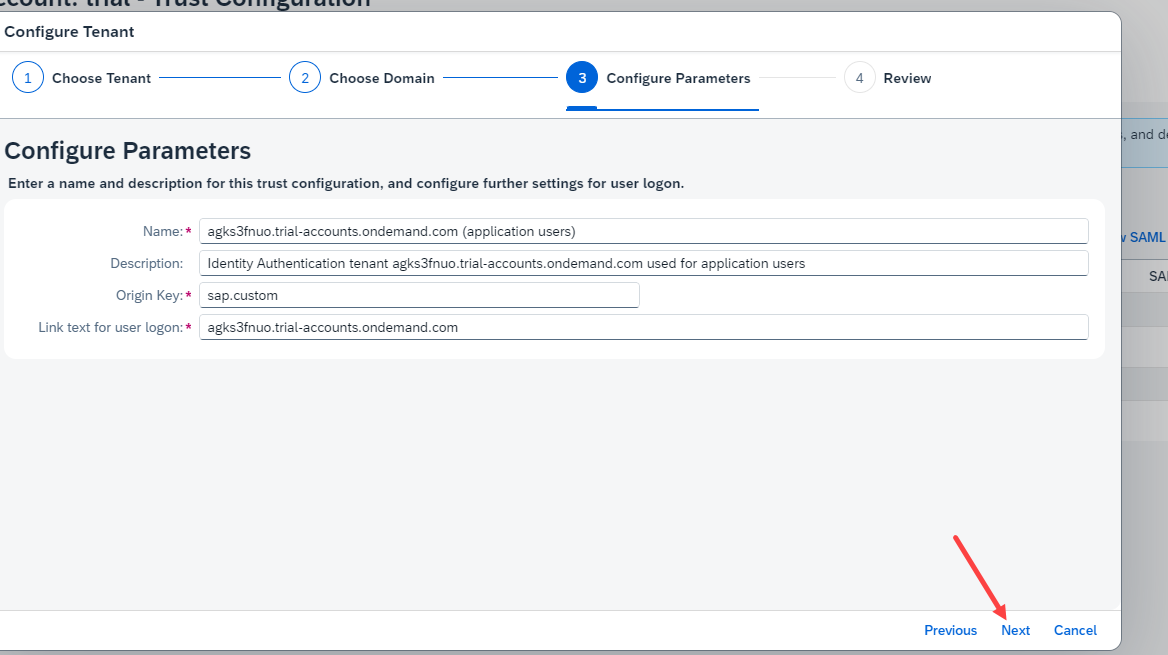 account: trial - Trust Configuration
Configure Tenant
1 Choose Tenant 2 Choose Domain 3 Configure Parameters 4 Review
, and de
Configure Parameters
Enter a name and description for this trust configuration, and configure further settings for user logon.
Name:* agks3fnuo.trial-accounts.ondemand.com (application users)
w SAML
Description: Identity Authentication tenant agks3fnuo.trial-accounts.ondemand.com used for application users
SA
Origin Key:* sap.custom
Link text for user logon:* agks3fnuo.trial-accounts.ondemand.com
Previous Next Cancel